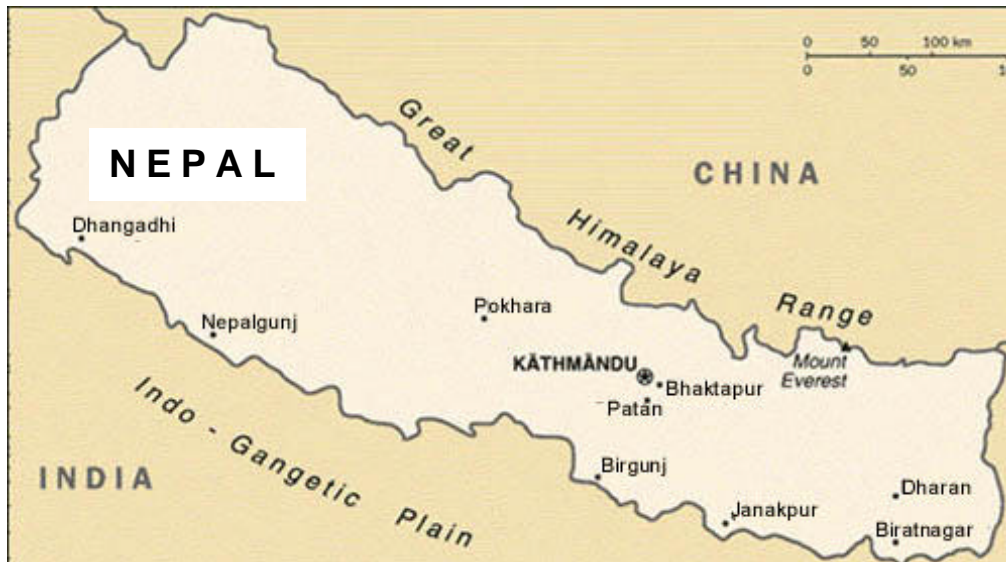 0 50 100 km
0 50
Great
NEPAL
CHINA
Dhangadhi
Himalaya
Pokhara
Range
Nepalgunj
KĀTHMĀNDU
Mount
Everest
Bhaktapur
Patan
Indo - Gangetic Plain
INDIA
Birgunj
Dharan
Janakpur
Biratnagar